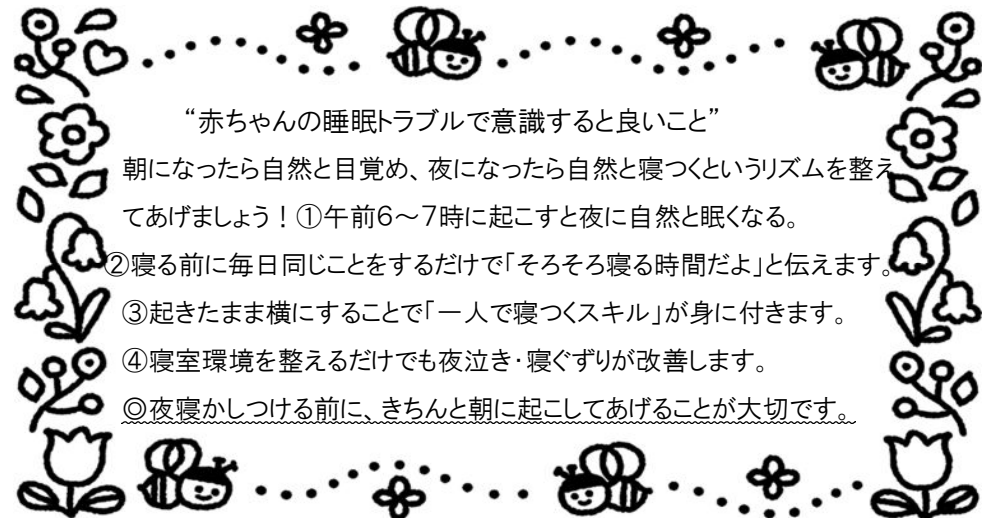 “赤ちゃんの睡眠トラブルで意識すると良いこと”
朝になったら自然と目覚め、夜になったら自然と寝つくというリズムを整え
てあげましょう！①午前6～7時に起こすと夜に自然と眠くなる。
②寝る前に毎日同じことをするだけで「そろそろ寝る時間だよ」と伝えます。
③起きたまま横にすることで「一人で寝つくスキル」が身に付きます。
④寝室環境を整えるだけでも夜泣き・寝ぐずりが改善します。
◎夜寝かしつける前に、きちんと朝に起こしてあげることが大切です。